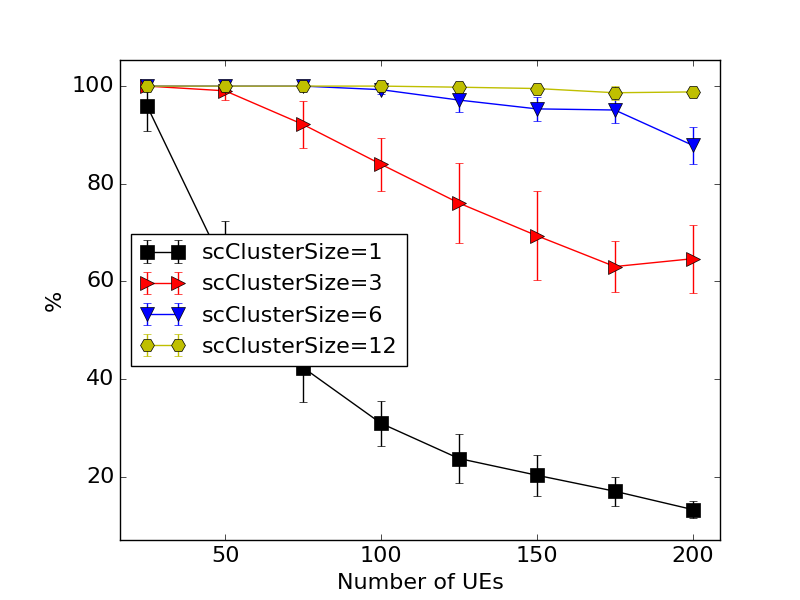 100
80
60
40
20
%
scClusterSize=1
scClusterSize=3
scClusterSize=6
scClusterSize=12
50
100
150
200
Number of UEs